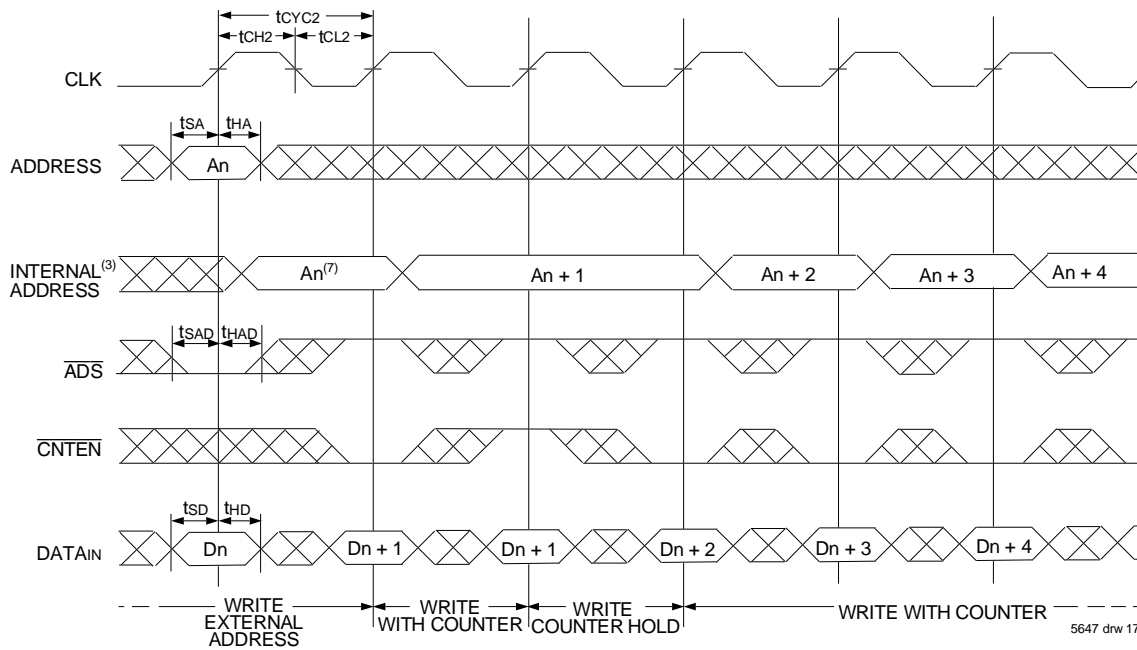 tCYC2
tCH2 tCL2
CLK
tSA tHA
ADDRESS An
INTERNAL(3) An(7) An + 1 An + 2 An + 3 An + 4
ADDRESS
tSAD tHAD
ADS
CNTEN
tSD tHD
DATAIN Dn Dn + 1 Dn + 1 Dn + 2 Dn + 3 Dn + 4
WRITE WRITE WRITE WRITE WITH COUNTER
EXTERNAL WITH COUNTER COUNTER HOLD
ADDRESS
5647 drw 17